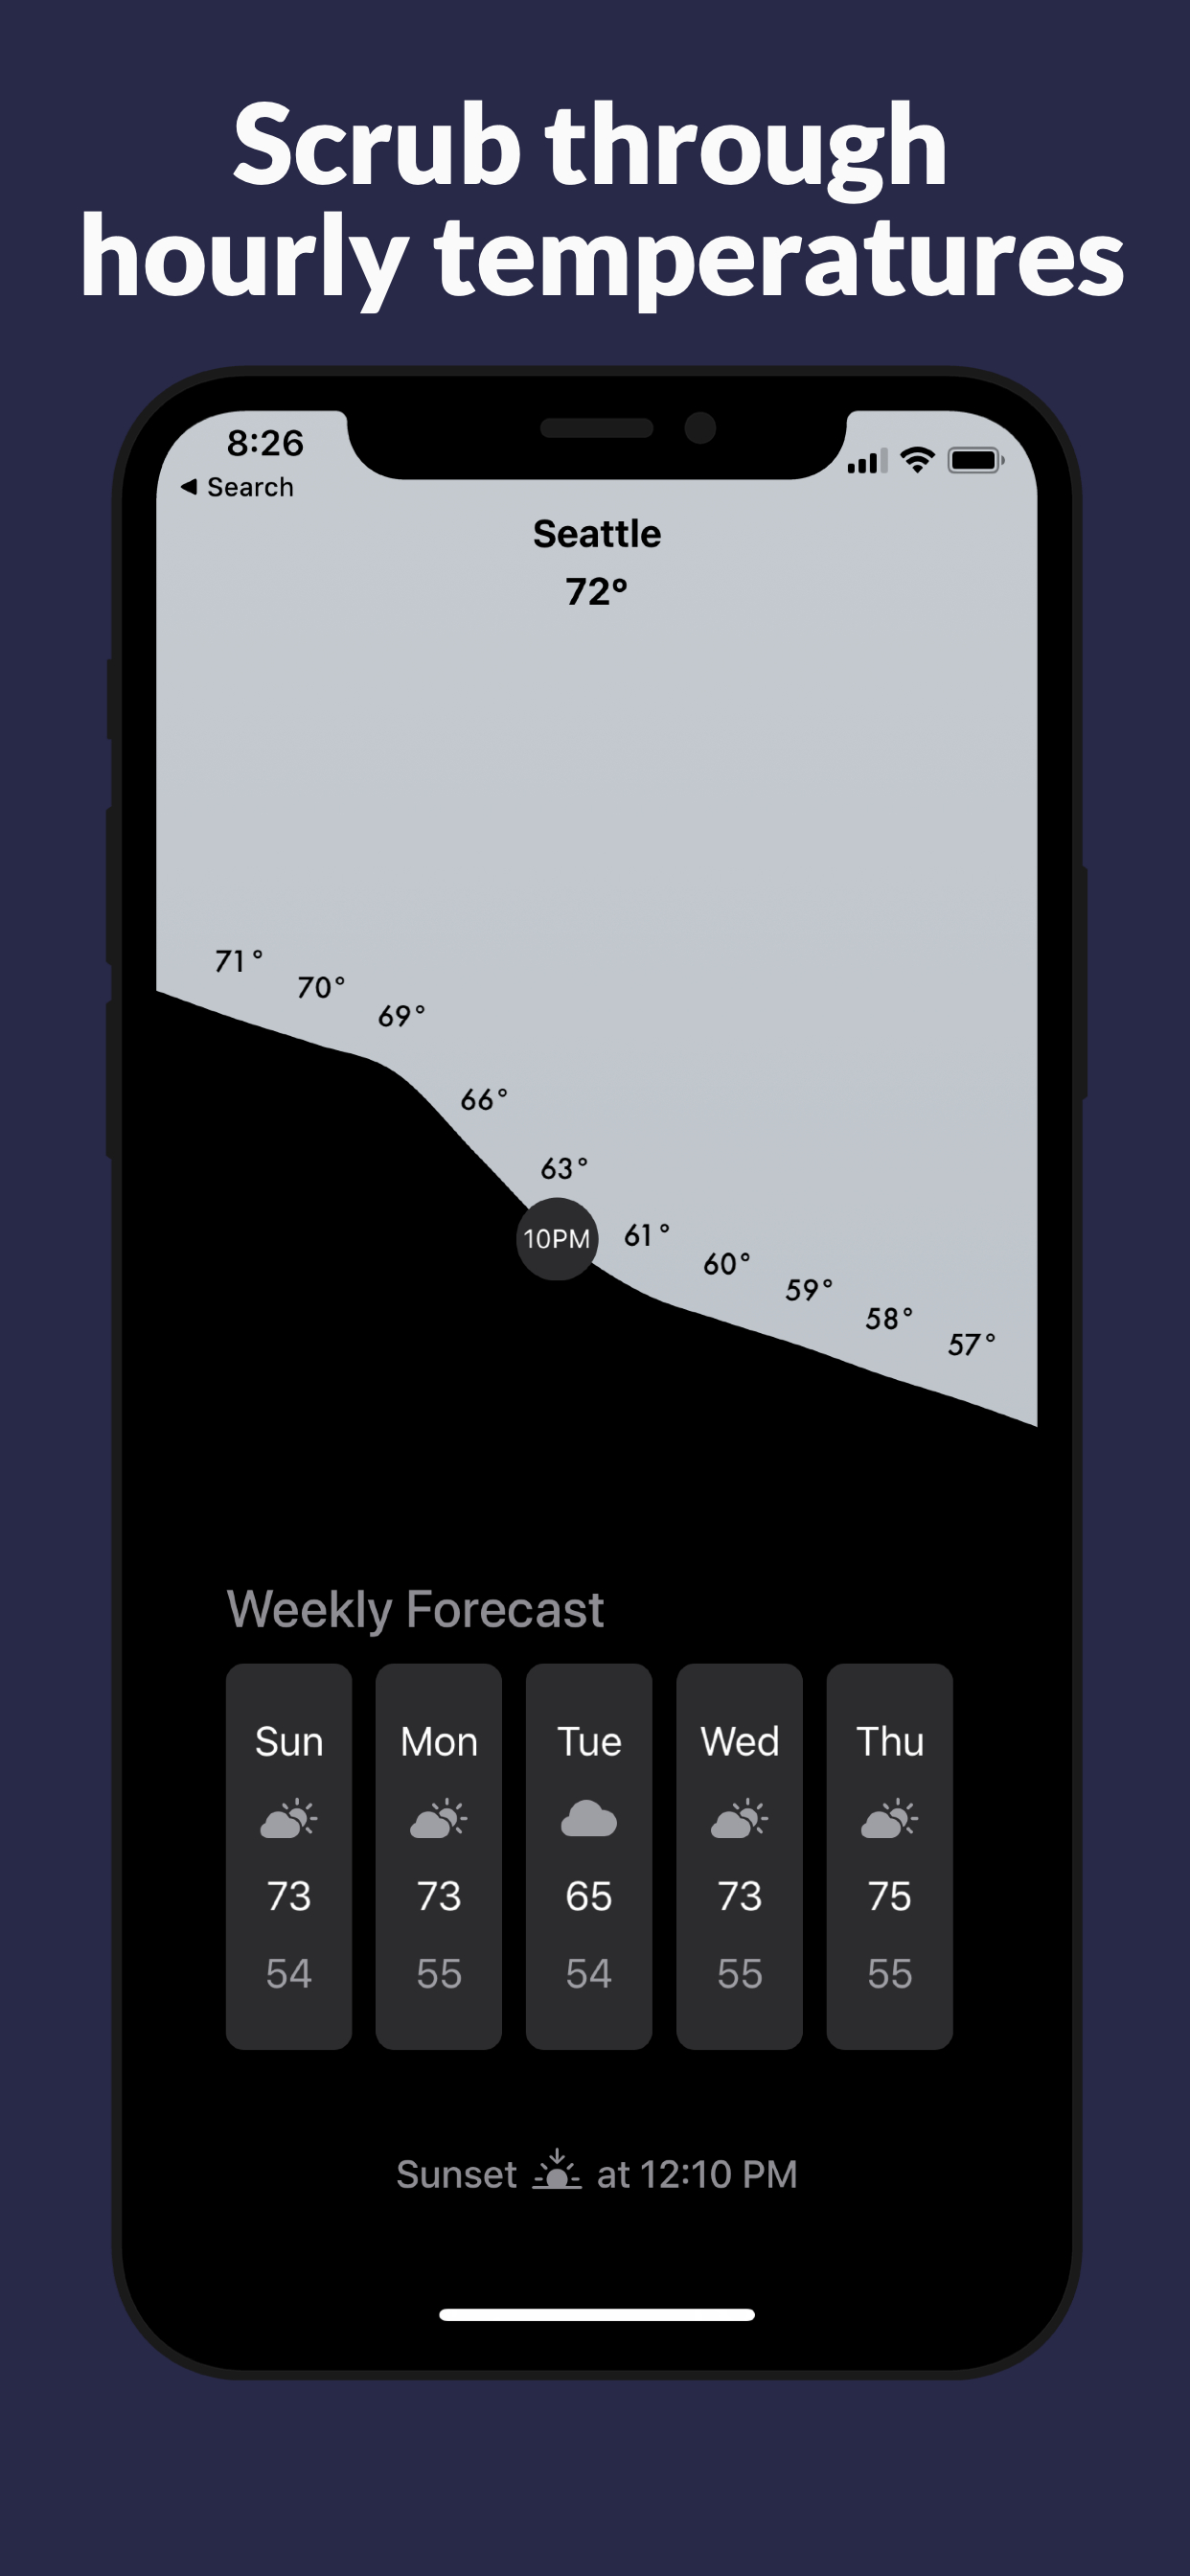 Scrub through
hourly temperatures
8:26
Search
Seattle
72°
71°
70°
69°
66°
63°
10PM
61°
60°
59°
58°
57°
Weekly Forecast
Sun Mon Tue Wed Thu
73 73 65 73 75
54 55 54 55 55
Sunset at 12:10 PM